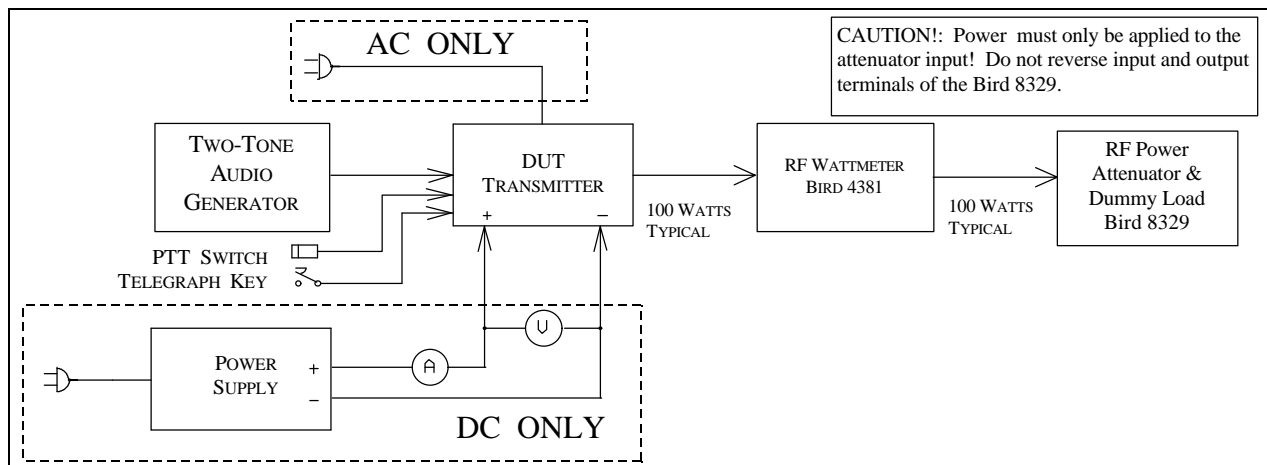 AC ONLY
CAUTION!: Power must only be applied to the
attenuator input! Do not reverse input and output
terminals of the Bird 8329.
TWO-TONE
AUDIO
GENERATOR
DUT
TRANSMITTER
+ −
100 WATTS
TYPICAL
RF WATTMETER
BIRD 4381
100 WATTS
TYPICAL
RF Power
Attenuator &
Dummy Load
Bird 8329
PTT SWITCH
TELEGRAPH KEY
V
A
POWER
SUPPLY
+
−
DC ONLY